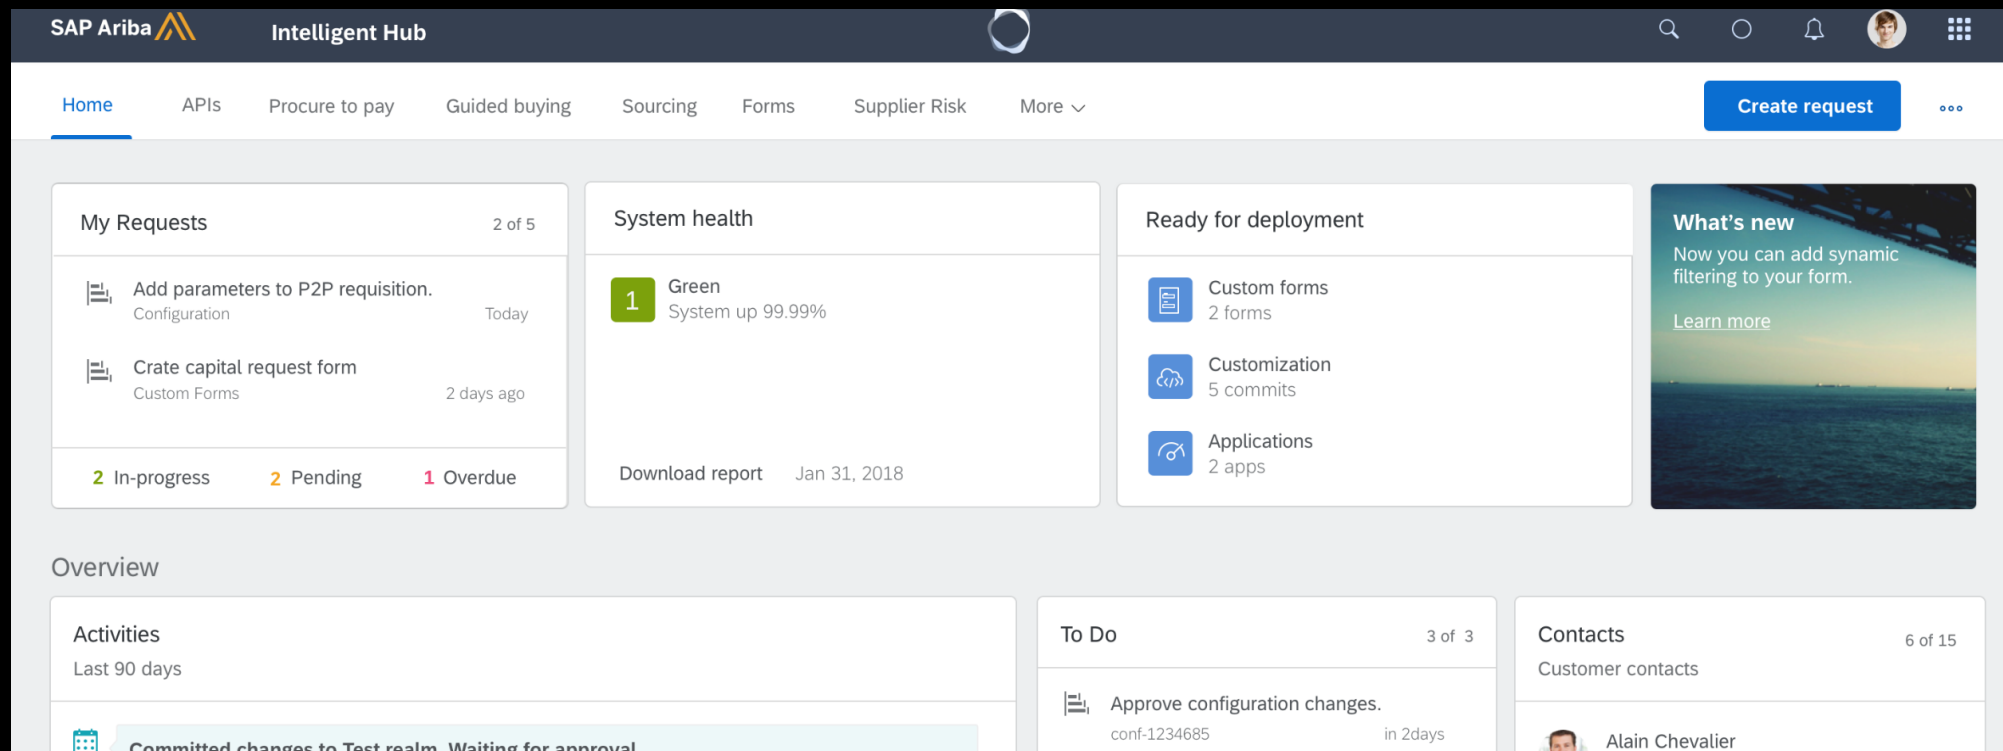 SAP Ariba
Intelligent Hub
Home
APIs
Procure to pay
Guided buying
Sourcing
Forms
Supplier Risk
More
Create request
My Requests
2 of 5
Add parameters to P2P requisition.
Configuration
Today
Crate capital request form
Custom Forms
2 days ago
2 In-progress
2 Pending
1 Overdue
System health
1
Green
System up 99.99%
Download report
Jan 31, 2018
Ready for deployment
Custom forms
2 forms
Customization
5 commits
Applications
2 apps
What’s new
Now you can add synamic
filtering to your form.
Learn more
Overview
Activities
Last 90 days
Committed changes to Test realm. Waiting for approval
To Do
3 of 3
Approve configuration changes.
conf-1234685
in 2days
Contacts
6 of 15
Customer contacts
Alain Chevalier